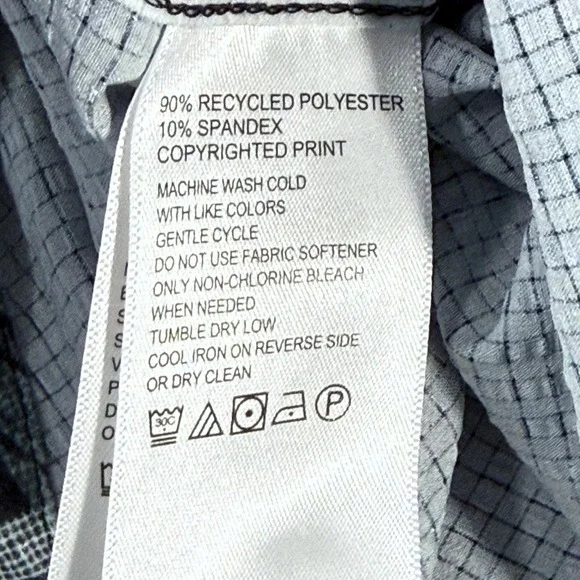 90% RECYCLED POLYESTER
10% SPANDEX
COPYRIGHTED PRINT
MACHINE WASH COLD
WITH LIKE COLORS
GENTLE CYCLE
DO NOT USE FABRIC SOFTENER
ONLY NON-CHLORINE BLEACH
WHEN NEEDED
TUMBLE DRY LOW
COOL IRON ON REVERSE SIDE
OR DRY CLEAN
30C P